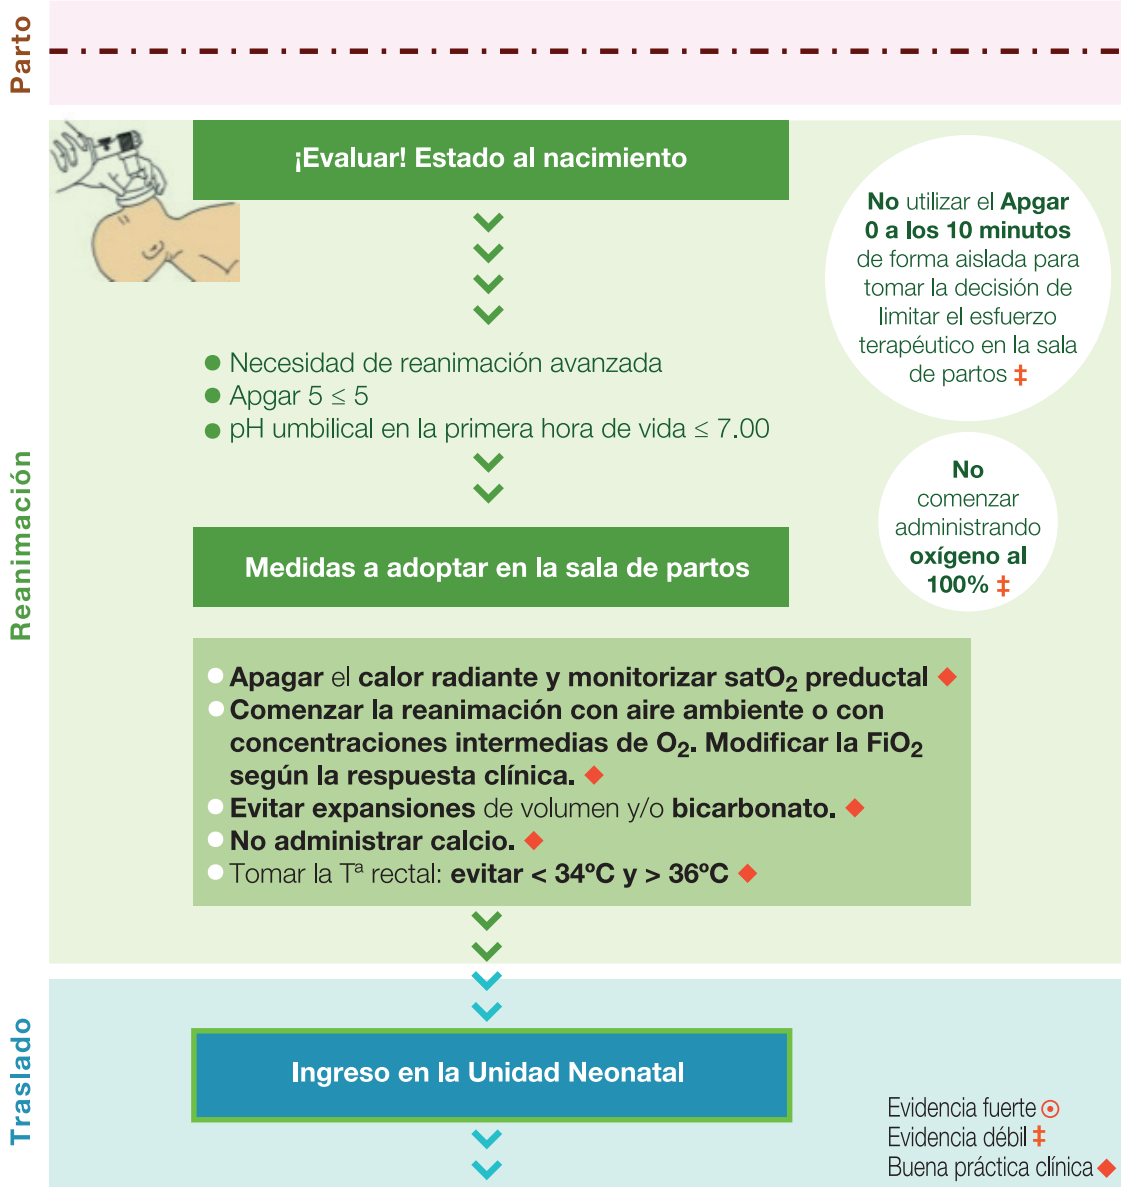 Parto
Reanimación
¡Evaluar! Estado al nacimiento
No utilizar el Apgar
0 a los 10 minutos
de forma aislada para
tomar la decisión de
limitar el esfuerzo
terapéutico en la sala
de partos ‡
● Necesidad de reanimación avanzada
● Apgar 5 ≤ 5
● pH umbilical en la primera hora de vida ≤ 7.00
No
comenzar
administrando
oxígeno al
100% ‡
Medidas a adoptar en la sala de partos
● Apagar el calor radiante y monitorizar satO₂ preductal ◆
● Comenzar la reanimación con aire ambiente o con
concentraciones intermedias de O₂. Modificar la FiO₂
según la respuesta clínica. ◆
● Evitar expansiones de volumen y/o bicarbonato. ◆
● No administrar calcio. ◆
● Tomar la Tª rectal: evitar < 34ºC y > 36ºC ◆
Traslado
Ingreso en la Unidad Neonatal
Evidencia fuerte ⊙
Evidencia débil ‡
Buena práctica clínica ◆